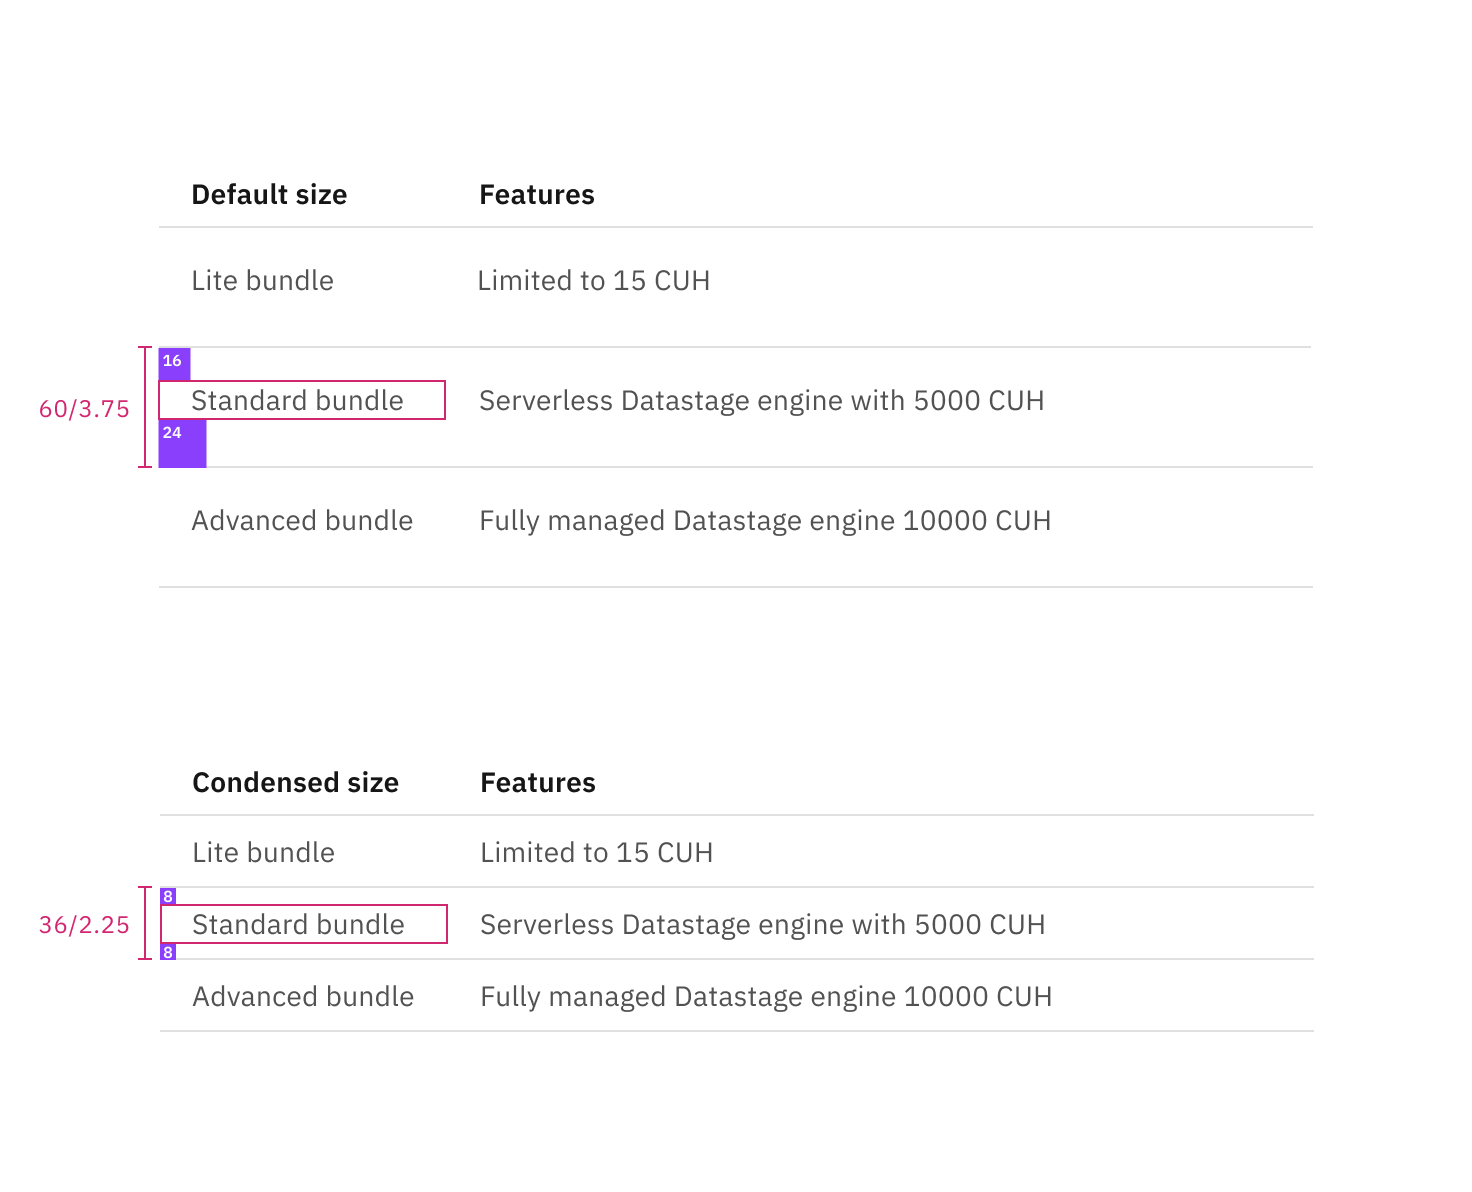 Default size Features
Lite bundle Limited to 15 CUH
16
60/3.75 Standard bundle Serverless Datastage engine with 5000 CUH
24
Advanced bundle Fully managed Datastage engine 10000 CUH
Condensed size Features
Lite bundle Limited to 15 CUH
8
36/2.25 Standard bundle Serverless Datastage engine with 5000 CUH
8
Advanced bundle Fully managed Datastage engine 10000 CUH